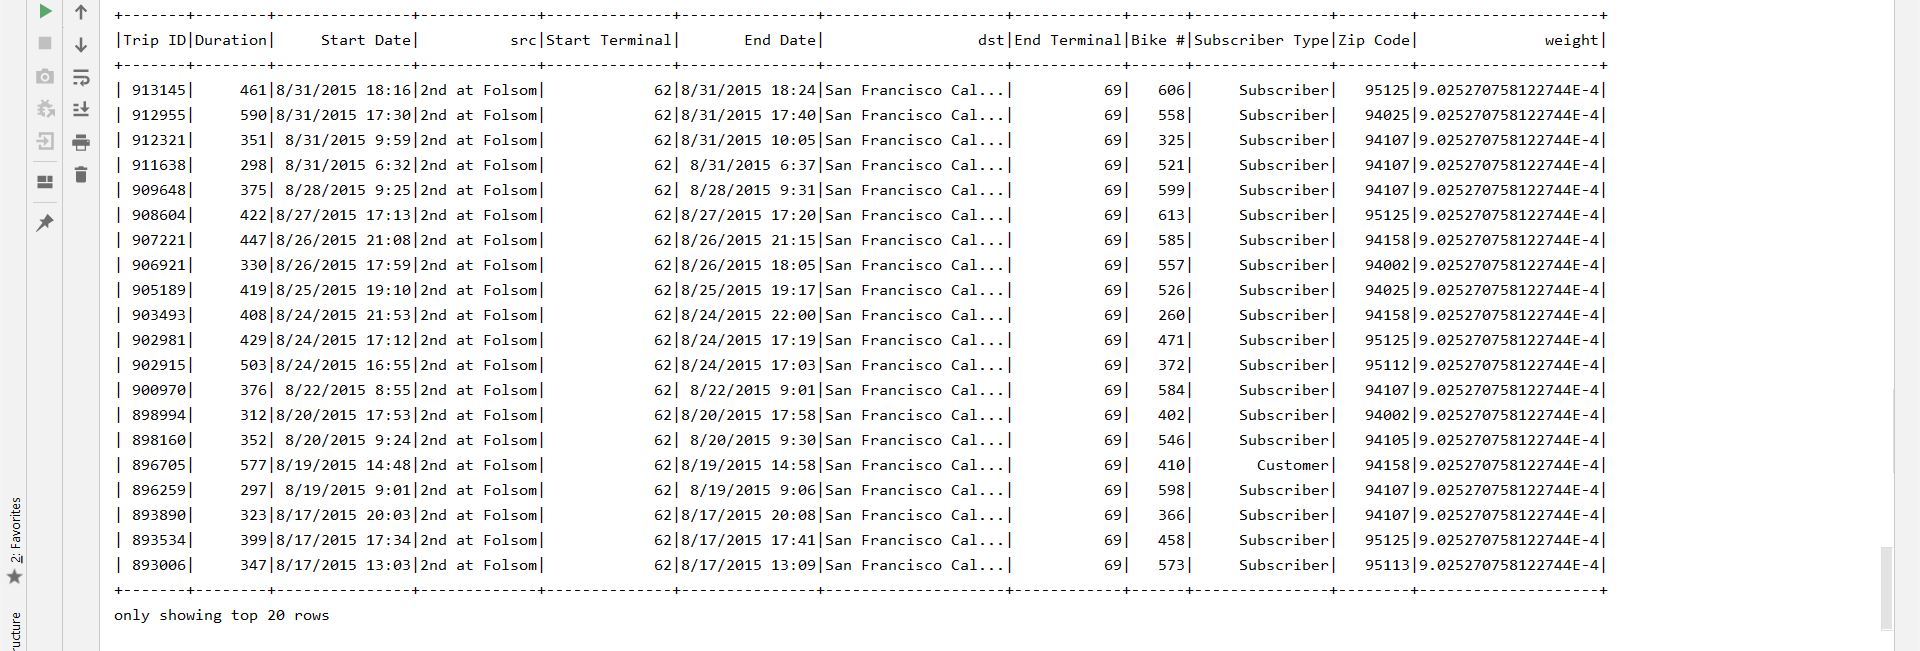 +-------+--------+---------------+-------------+--------------+---------------+--------------------+------------+------+---------------+--------+--------------------+
|Trip ID|Duration|     Start Date|          src|Start Terminal|       End Date|                 dst|End Terminal|Bike #|Subscriber Type|Zip Code|              weight|
+-------+--------+---------------+-------------+--------------+---------------+--------------------+------------+------+---------------+--------+--------------------+
| 913145|     461|8/31/2015 18:16|2nd at Folsom|            62|8/31/2015 18:24|San Francisco Cal...|          69|   606|     Subscriber|   95125|9.025270758122744E-4|
| 912955|     590|8/31/2015 17:30|2nd at Folsom|            62|8/31/2015 17:40|San Francisco Cal...|          69|   558|     Subscriber|   94025|9.025270758122744E-4|
| 912321|     351| 8/31/2015 9:59|2nd at Folsom|            62|8/31/2015 10:05|San Francisco Cal...|          69|   325|     Subscriber|   94107|9.025270758122744E-4|
| 911638|     298| 8/31/2015 6:32|2nd at Folsom|            62| 8/31/2015 6:37|San Francisco Cal...|          69|   521|     Subscriber|   94107|9.025270758122744E-4|
| 909648|     375| 8/28/2015 9:25|2nd at Folsom|            62| 8/28/2015 9:31|San Francisco Cal...|          69|   599|     Subscriber|   94107|9.025270758122744E-4|
| 908604|     422|8/27/2015 17:13|2nd at Folsom|            62|8/27/2015 17:20|San Francisco Cal...|          69|   613|     Subscriber|   95125|9.025270758122744E-4|
| 907221|     447|8/26/2015 21:08|2nd at Folsom|            62|8/26/2015 21:15|San Francisco Cal...|          69|   585|     Subscriber|   94158|9.025270758122744E-4|
| 906921|     330|8/26/2015 17:59|2nd at Folsom|            62|8/26/2015 18:05|San Francisco Cal...|          69|   557|     Subscriber|   94002|9.025270758122744E-4|
| 905189|     419|8/25/2015 19:10|2nd at Folsom|            62|8/25/2015 19:17|San Francisco Cal...|          69|   526|     Subscriber|   94025|9.025270758122744E-4|
| 903493|     408|8/24/2015 21:53|2nd at Folsom|            62|8/24/2015 22:00|San Francisco Cal...|          69|   260|     Subscriber|   94158|9.025270758122744E-4|
| 902981|     429|8/24/2015 17:12|2nd at Folsom|            62|8/24/2015 17:19|San Francisco Cal...|          69|   471|     Subscriber|   95125|9.025270758122744E-4|
| 902915|     503|8/24/2015 16:55|2nd at Folsom|            62|8/24/2015 17:03|San Francisco Cal...|          69|   372|     Subscriber|   95112|9.025270758122744E-4|
| 900970|     376| 8/22/2015 8:55|2nd at Folsom|            62| 8/22/2015 9:01|San Francisco Cal...|          69|   584|     Subscriber|   94107|9.025270758122744E-4|
| 898994|     312|8/20/2015 17:53|2nd at Folsom|            62|8/20/2015 17:58|San Francisco Cal...|          69|   402|     Subscriber|   94002|9.025270758122744E-4|
| 898160|     352| 8/20/2015 9:24|2nd at Folsom|            62| 8/20/2015 9:30|San Francisco Cal...|          69|   546|     Subscriber|   94105|9.025270758122744E-4|
| 896705|     577|8/19/2015 14:48|2nd at Folsom|            62|8/19/2015 14:58|San Francisco Cal...|          69|   410|       Customer|   94158|9.025270758122744E-4|
| 896259|     297| 8/19/2015 9:01|2nd at Folsom|            62| 8/19/2015 9:06|San Francisco Cal...|          69|   598|     Subscriber|   94107|9.025270758122744E-4|
| 893890|     323|8/17/2015 20:03|2nd at Folsom|            62|8/17/2015 20:08|San Francisco Cal...|          69|   366|     Subscriber|   94107|9.025270758122744E-4|
| 893534|     399|8/17/2015 17:34|2nd at Folsom|            62|8/17/2015 17:41|San Francisco Cal...|          69|   458|     Subscriber|   95125|9.025270758122744E-4|
| 893006|     347|8/17/2015 13:03|2nd at Folsom|            62|8/17/2015 13:09|San Francisco Cal...|          69|   573|     Subscriber|   95113|9.025270758122744E-4|
+-------+--------+---------------+-------------+--------------+---------------+--------------------+------------+------+---------------+--------+--------------------+
only showing top 20 rows
2: Favorites
ructure